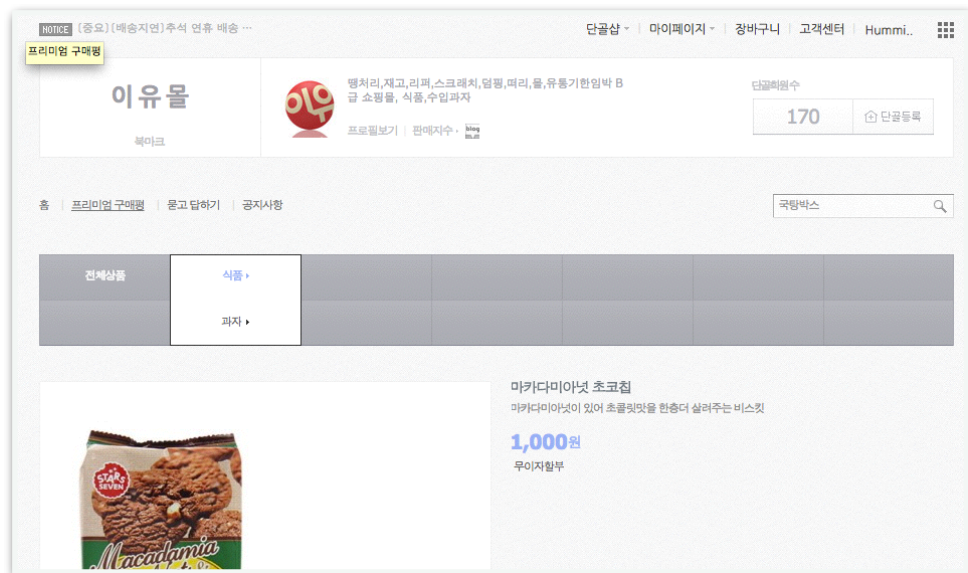 NOTICE [중요] [배송지연]추석 연휴 배송 ···
단골샵 마이페이지 장바구니 고객센터 Hummi..
프리미엄 구매평
이유몰
북마크
이유
땡처리,재고,리퍼,스크래치,덤핑,떠리,몰,유통기한임박 B
급 쇼핑몰, 식품,수입과자
프로필보기 판매지수 blog
단골회원수
170 단골등록
홈 프리미엄 구매평 묻고 답하기 공지사항
국탕박스
전체상품 식품
과자
마카다미아넛 초코칩
마카다미아넛이 있어 초콜릿맛을 한층더 살려주는 비스킷
1,000원
무이자할부
STAR SEVEN
Macadamia